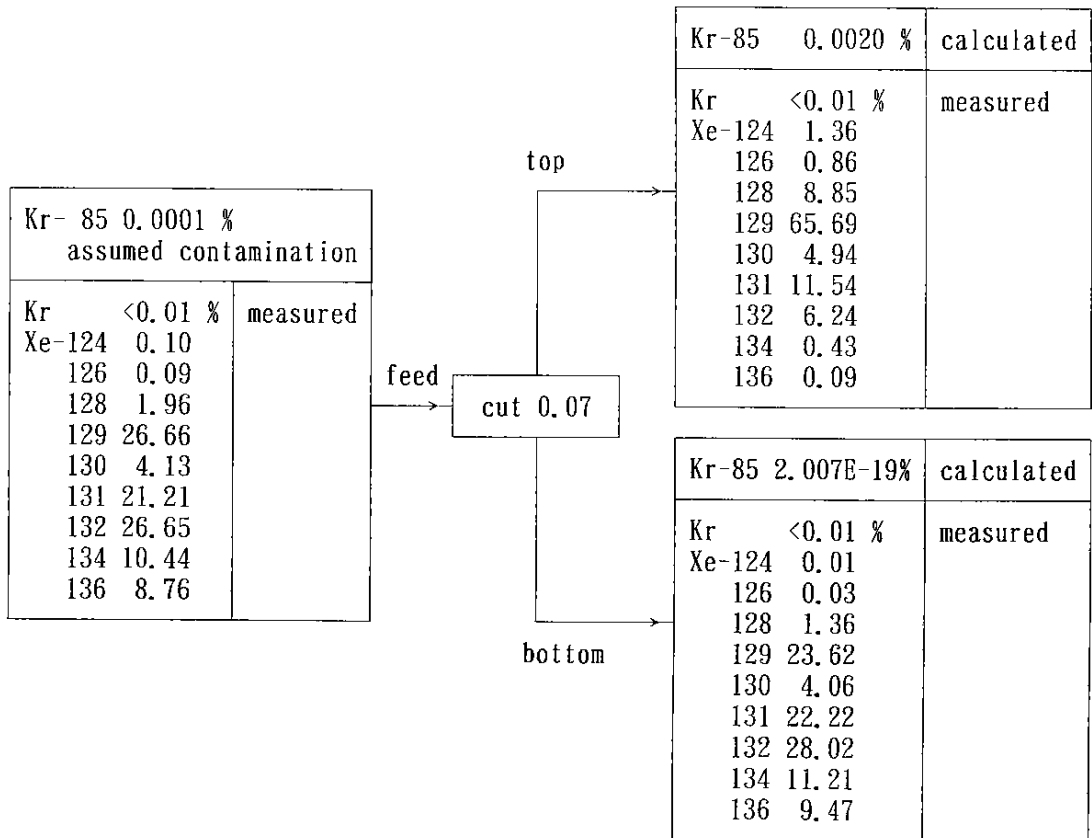 Kr- 85 0.0001 %
assumed contamination
Kr <0.01 % measured
Xe-124 0.10
126 0.09
128 1.96
129 26.66
130 4.13
131 21.21
132 26.65
134 10.44
136 8.76
feed
cut 0.07
top
bottom
Kr-85 0.0020 % calculated
Kr <0.01 % measured
Xe-124 1.36
126 0.86
128 8.85
129 65.69
130 4.94
131 11.54
132 6.24
134 0.43
136 0.09
Kr-85 2.007E-19% calculated
Kr <0.01 % measured
Xe-124 0.01
126 0.03
128 1.36
129 23.62
130 4.06
131 22.22
132 28.02
134 11.21
136 9.47